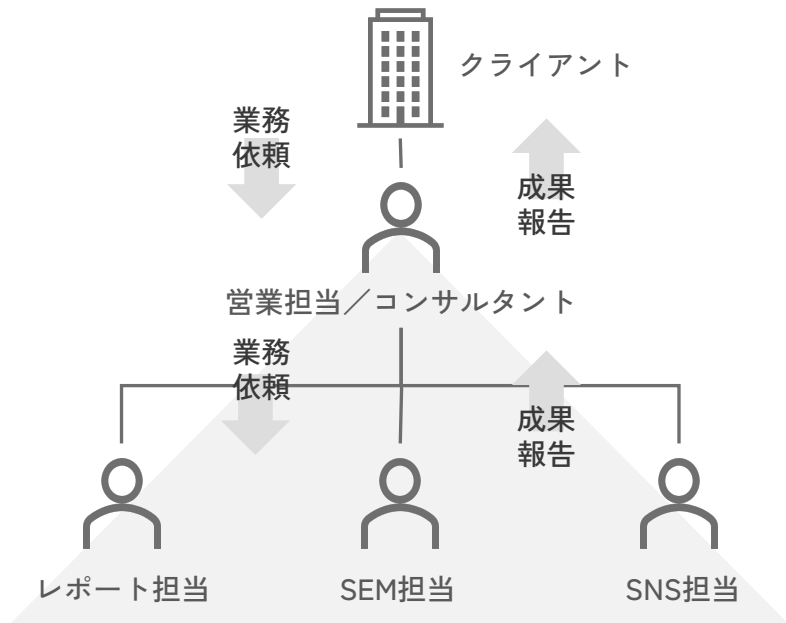 クライアント
業務
依頼
成果
報告
営業担当／コンサルタント
業務
依頼
成果
報告
レポート担当
SEM担当
SNS担当